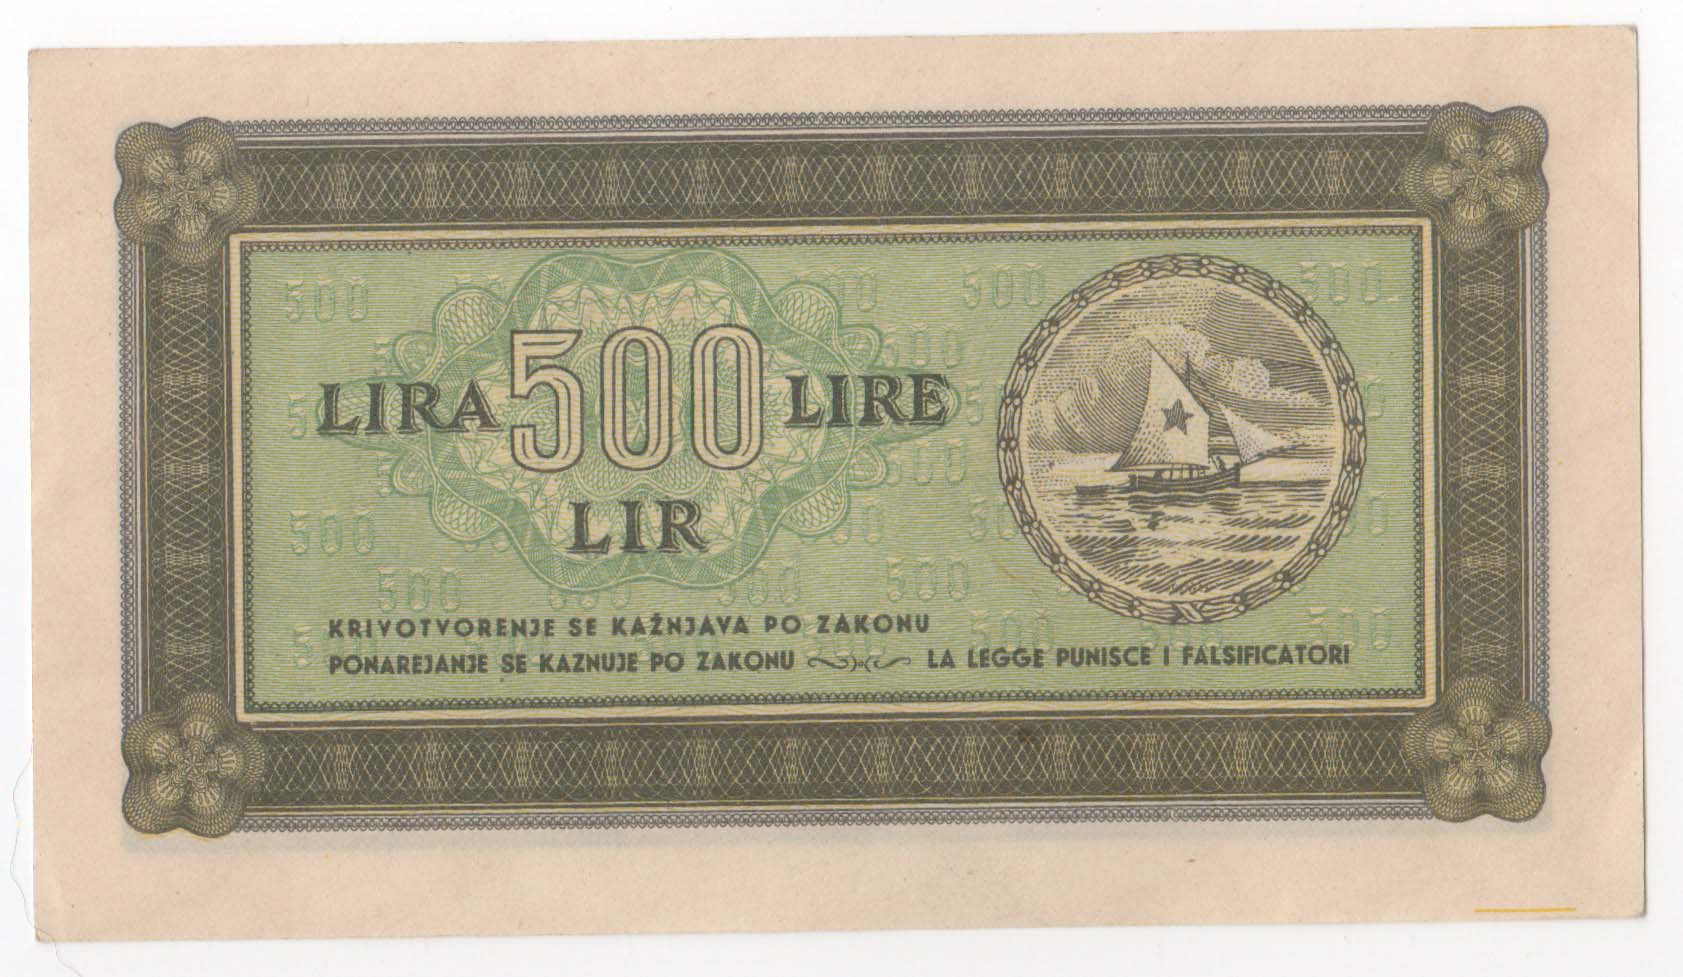 LIRA 500 LIRE
LIR
KRIVOTVORENJE SE KAŽNJAVA PO ZAKONU
PONAREJANJE SE KAZNUJE PO ZAKONU LA LEGGE PUNISCE I FALSIFICATORI